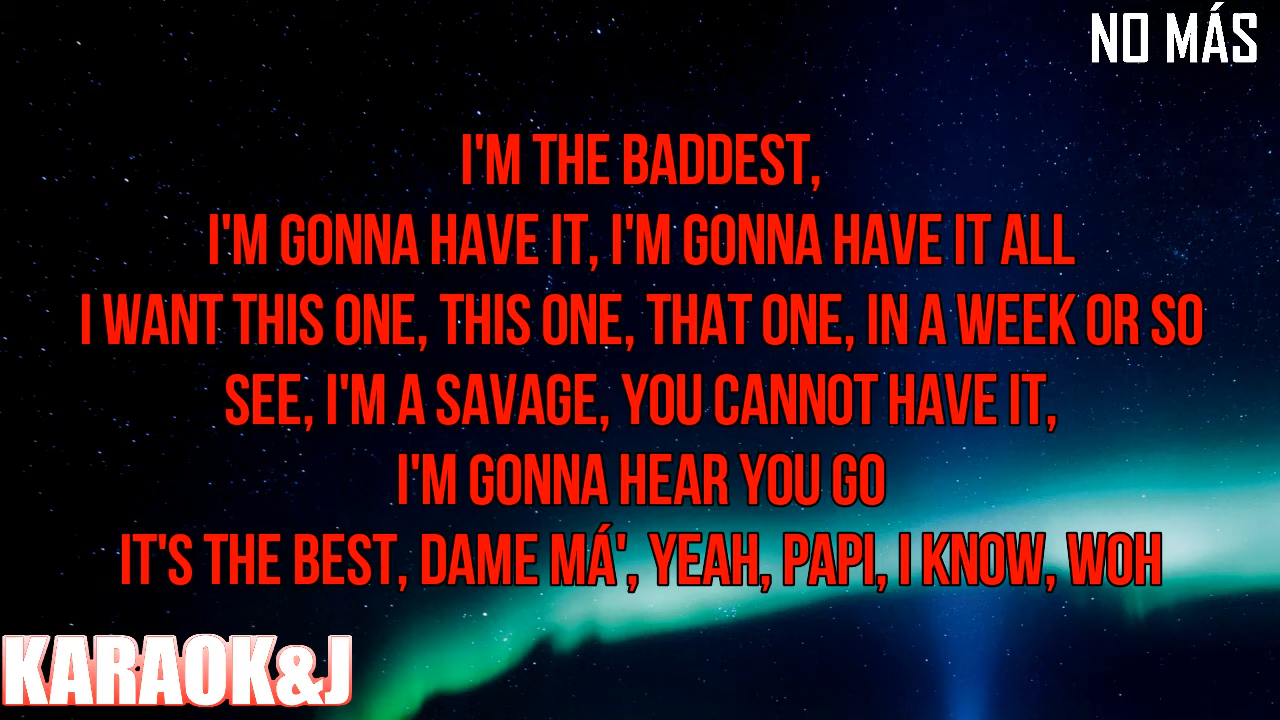 NO MÁS
I'M THE BADDEST,
I'M GONNA HAVE IT, I'M GONNA HAVE IT ALL
I WANT THIS ONE, THIS ONE, THAT ONE, IN A WEEK OR SO
SEE, I'M A SAVAGE, YOU CANNOT HAVE IT,
I'M GONNA HEAR YOU GO
IT'S THE BEST, DAME MÁ', YEAH, PAPI, I KNOW, WOH
KARAOK&J